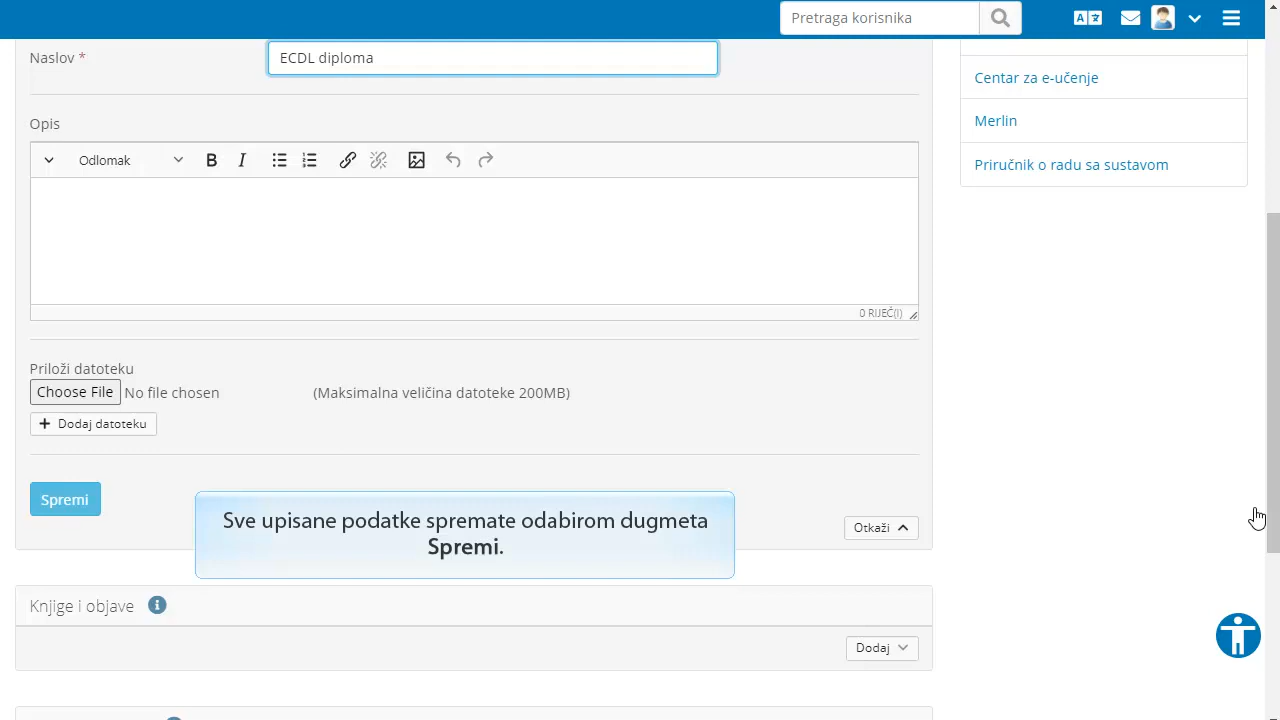 Pretraga korisnika
Naslov *
ECDL diploma
Centar za e-učenje
Merlin
Priručnik o radu sa sustavom
Opis
Odlomak
B I
0 RIJEČ(I)
Priloži datoteku
Choose File No file chosen (Maksimalna veličina datoteke 200MB)
+ Dodaj datoteku
Spremi
Sve upisane podatke spremate odabirom dugmeta
Spremi.
Otkaži
Knjige i objave
Dodaj